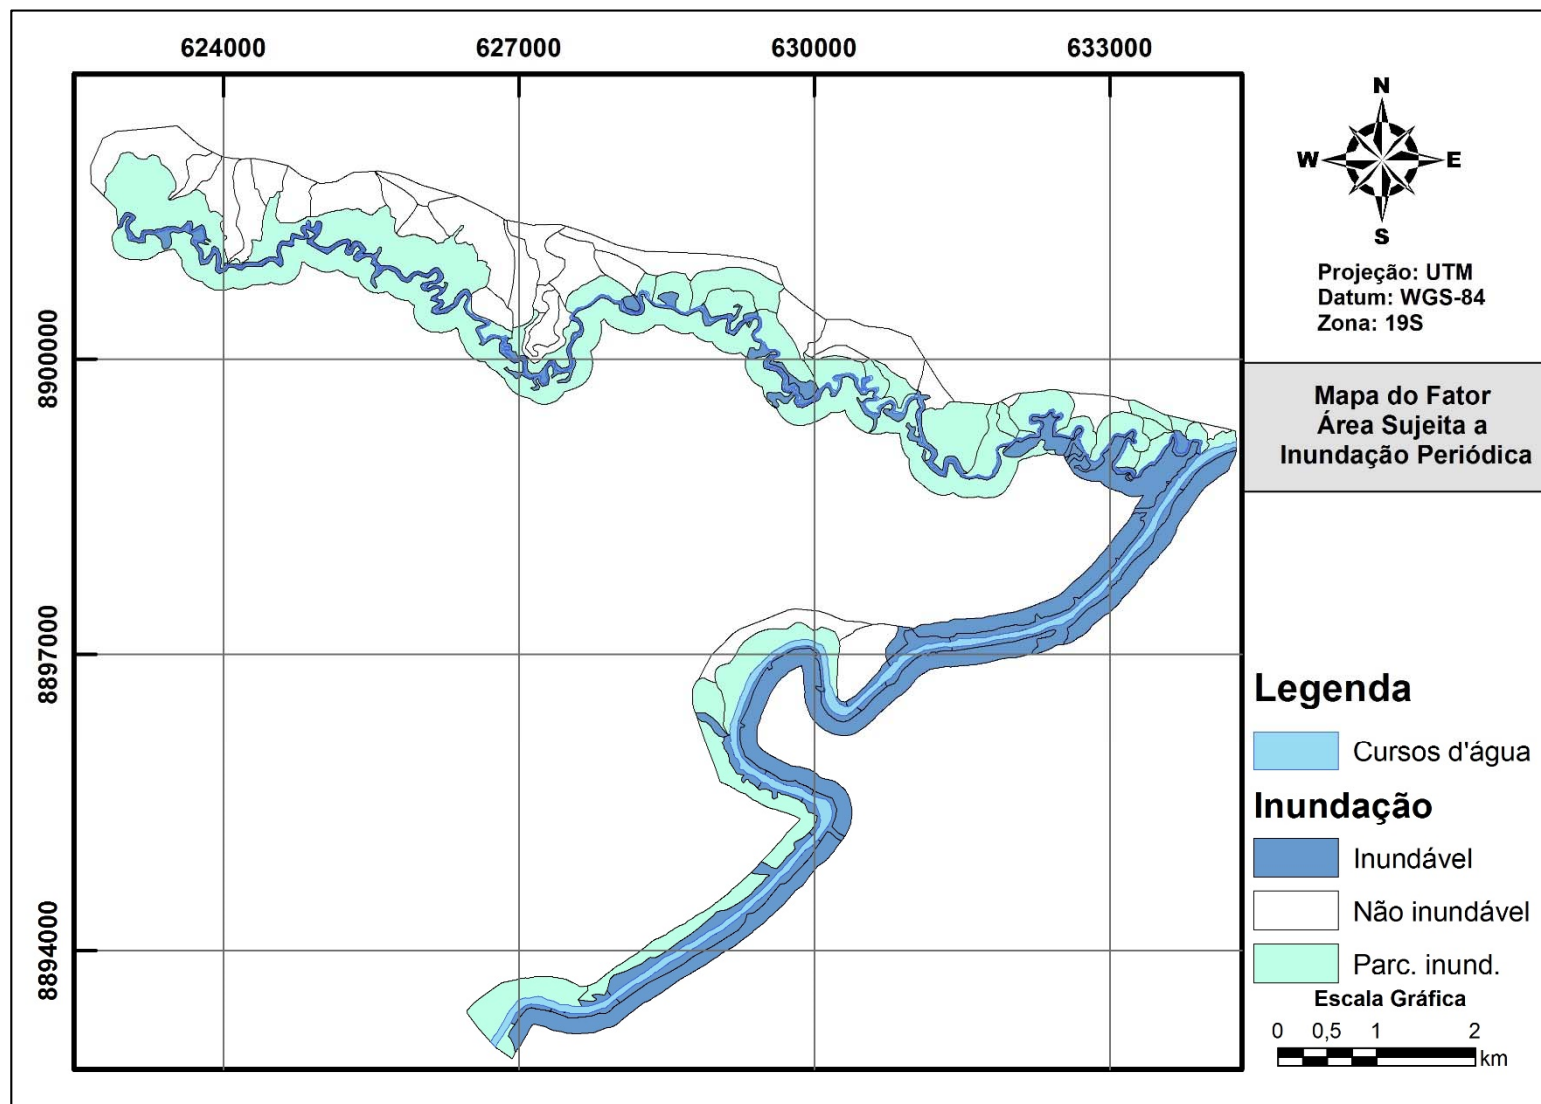 624000 627000 630000 633000
8900000
8897000
8894000
N
W E
S
Projeção: UTM
Datum: WGS-84
Zona: 19S
Mapa do Fator
Área Sujeita a
Inundação Periódica
Legenda
Cursos d'água
Inundação
Inundável
Não inundável
Parc. inund.
Escala Gráfica
0 0,5 1 2
km